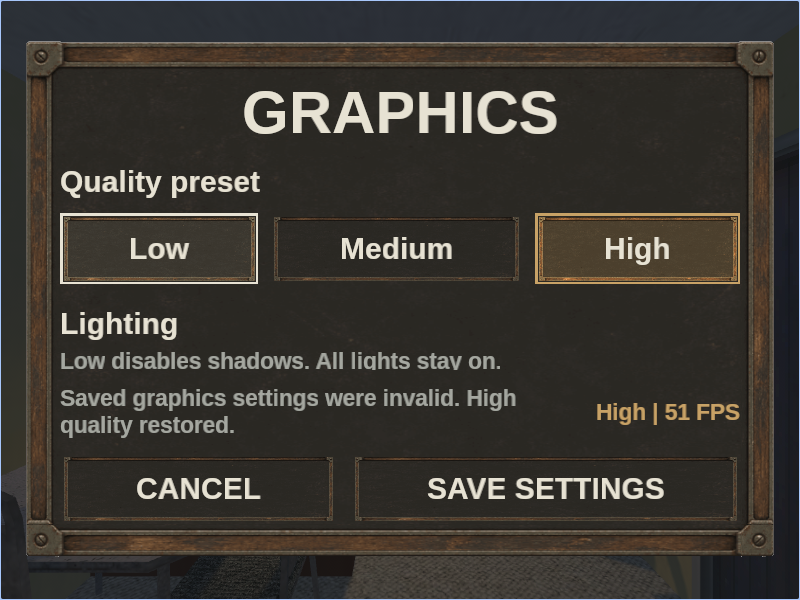 GRAPHICS
Quality preset
Low
Medium
High
Lighting
Low disables shadows. All lights stay on.
Saved graphics settings were invalid. High
quality restored.
High | 51 FPS
CANCEL
SAVE SETTINGS